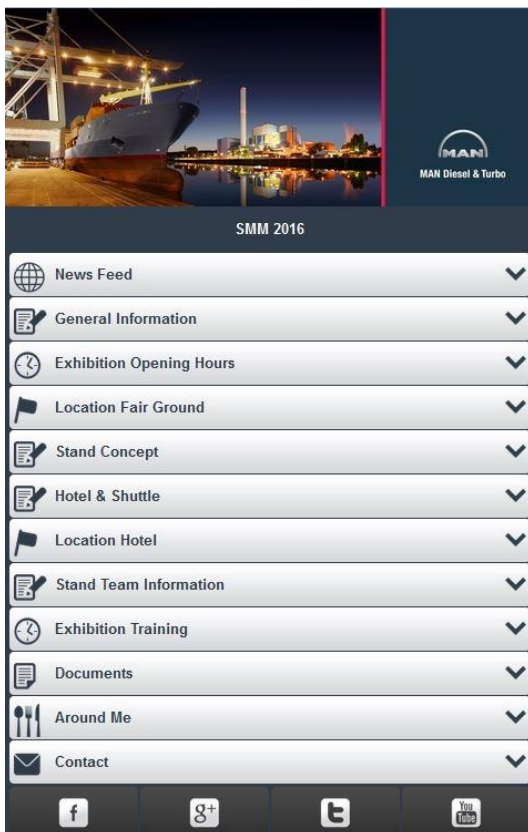 MAN
MAN Diesel & Turbo
SMM 2016
News Feed
General Information
Exhibition Opening Hours
Location Fair Ground
Stand Concept
Hotel & Shuttle
Location Hotel
Stand Team Information
Exhibition Training
Documents
Around Me
Contact
f
g+
t
You
Tube